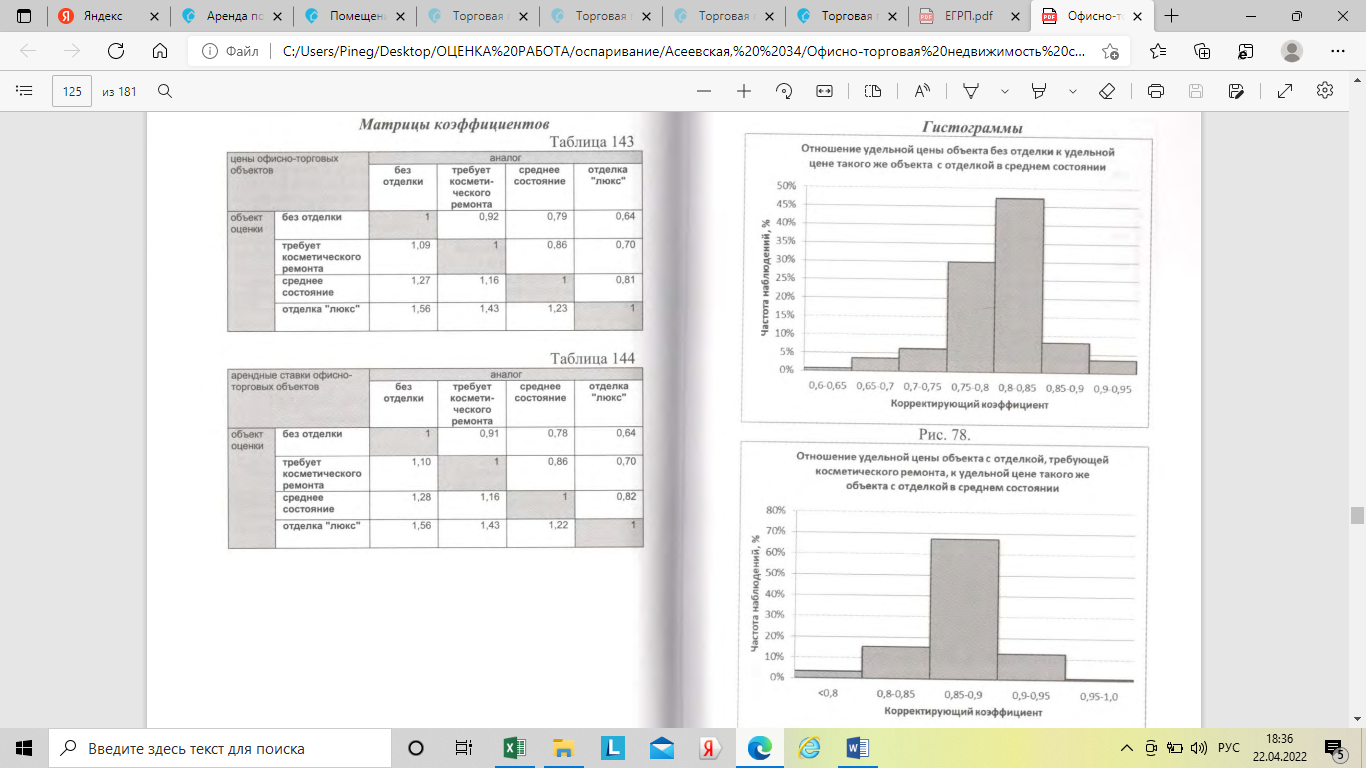 Яндекс
Аренда по
Помещен
Торговая
Торговая
Торговая
Торговая
ЕГРП.pdf
Офисно-т
Файл
C:/Users/Pineg/Desktop/ОЦЕНКА%20РАБОТА/оспаривание/Асеевская,%20%2034/Офисно-торговая%20недвижимость%20с...
125 из 181
Матрицы коэффициентов
Таблица 143
цены офисно-торговых объектов
аналог
без отделки
требует космети-ческого ремонта
среднее состояние
отделка "люкс"
объект оценки
без отделки 1 0,92 0,79 0,64
требует косметического ремонта 1,09 1 0,86 0,70
среднее состояние 1,27 1,16 1 0,81
отделка "люкс" 1,56 1,43 1,23 1
Таблица 144
арендные ставки офисно-торговых объектов
аналог
без отделки
требует космети-ческого ремонта
среднее состояние
отделка "люкс"
объект оценки
без отделки 1 0,91 0,78 0,64
требует косметического ремонта 1,10 1 0,86 0,70
среднее состояние 1,28 1,16 1 0,82
отделка "люкс" 1,56 1,43 1,22 1
Гистограммы
Отношение удельной цены объекта без отделки к удельной
цене такого же объекта с отделкой в среднем состоянии
Частота наблюдений, %
50%
45%
40%
35%
30%
25%
20%
15%
10%
5%
0%
0,6-0,65 0,65-0,7 0,7-0,75 0,75-0,8 0,8-0,85 0,85-0,9 0,9-0,95
Корректирующий коэффициент
Рис. 78.
Отношение удельной цены объекта с отделкой, требующей
косметического ремонта, к удельной цене такого же
объекта с отделкой в среднем состоянии
Частота наблюдений, %
80%
70%
60%
50%
40%
30%
20%
10%
0%
<0,8 0,8-0,85 0,85-0,9 0,9-0,95 0,95-1,0
Корректирующий коэффициент
Введите здесь текст для поиска
РУС
18:36
22.04.2022
5